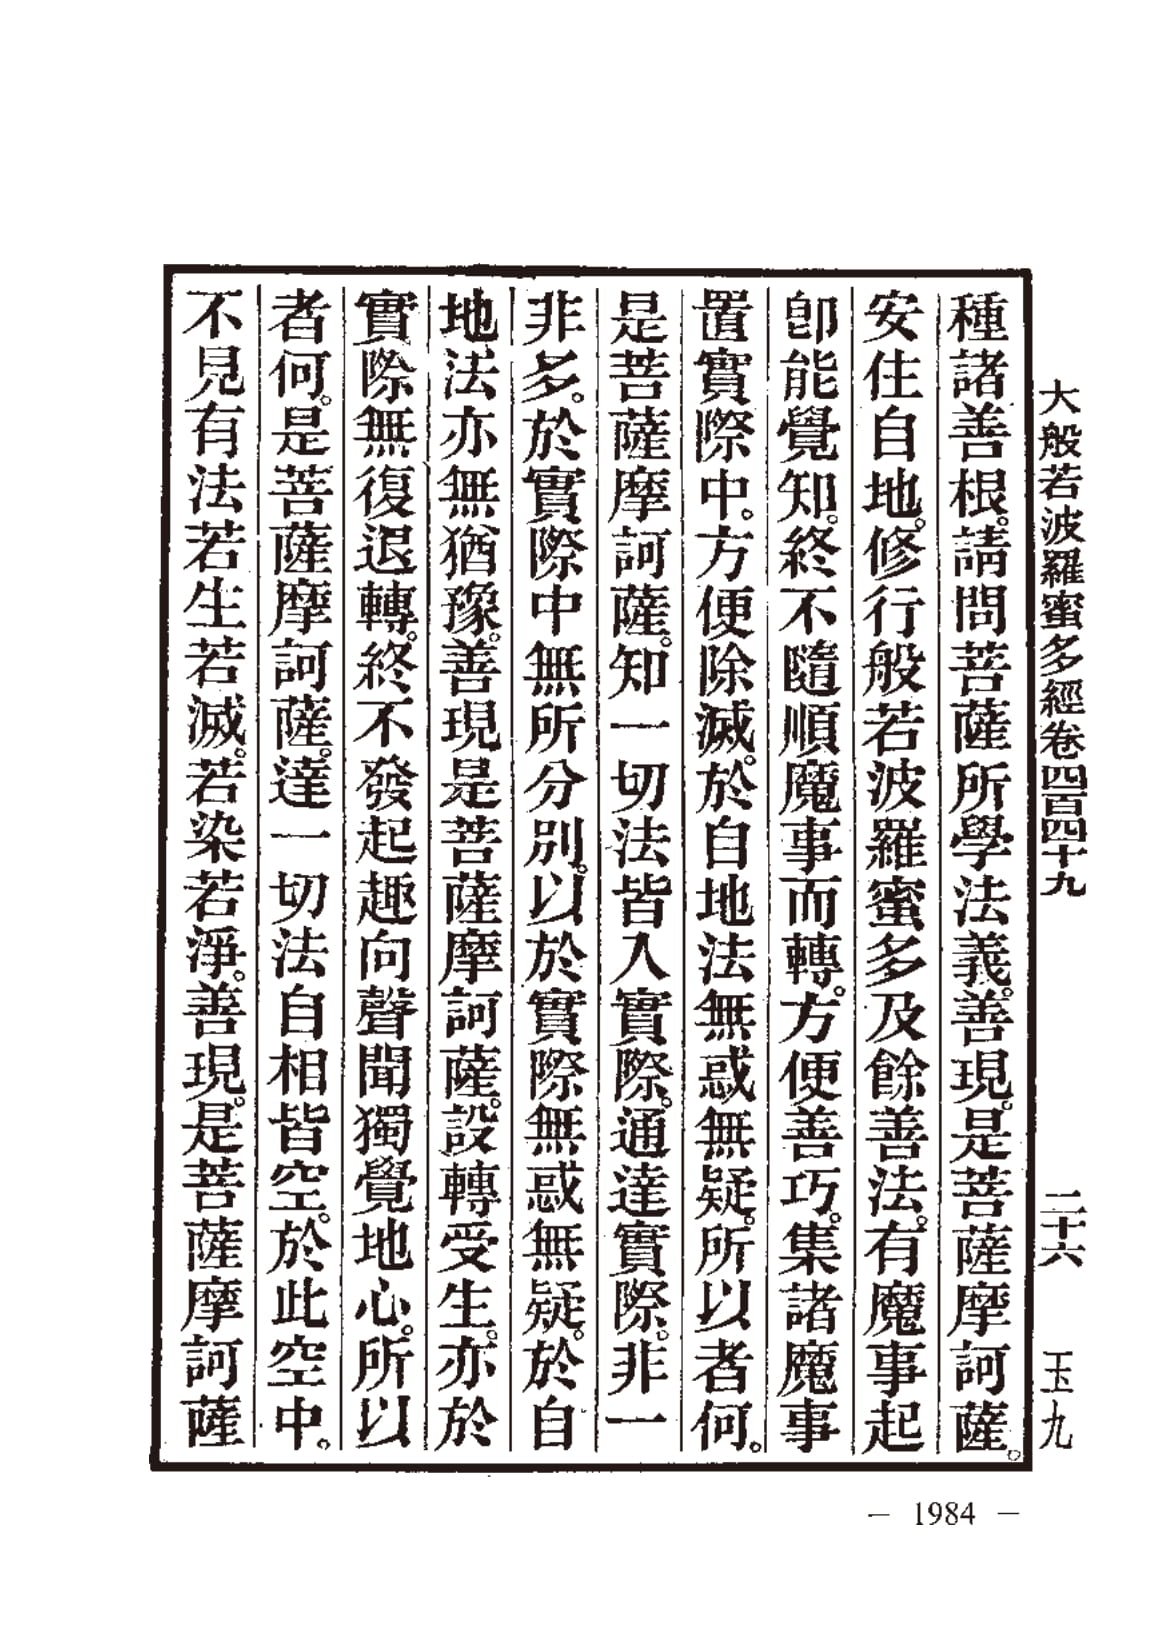 大般若波羅蜜多經卷四百四十九　二十六　玉九
種諸善根。請問菩薩所學法義。善現。是菩薩摩訶薩。
安住自地。修行般若波羅蜜多及餘善法。有魔事起
卽能覺知。終不隨順魔事而轉。方便善巧。集諸魔事
置實際中。方便除滅。於自地法無惑無疑。所以者何。
是菩薩摩訶薩。知一切法皆入實際。通達實際。非一
非多。於實際中無所分別。以於實際無惑無疑。於自
地法亦無猶豫。善現是菩薩摩訶薩。設轉受生。亦於
實際無復退轉。終不發起趣向聲聞獨覺地心。所以
者何。是菩薩摩訶薩。達一切法自相皆空。於此空中。
不見有法若生若滅。若染若淨。善現。是菩薩摩訶薩
— 1984 —